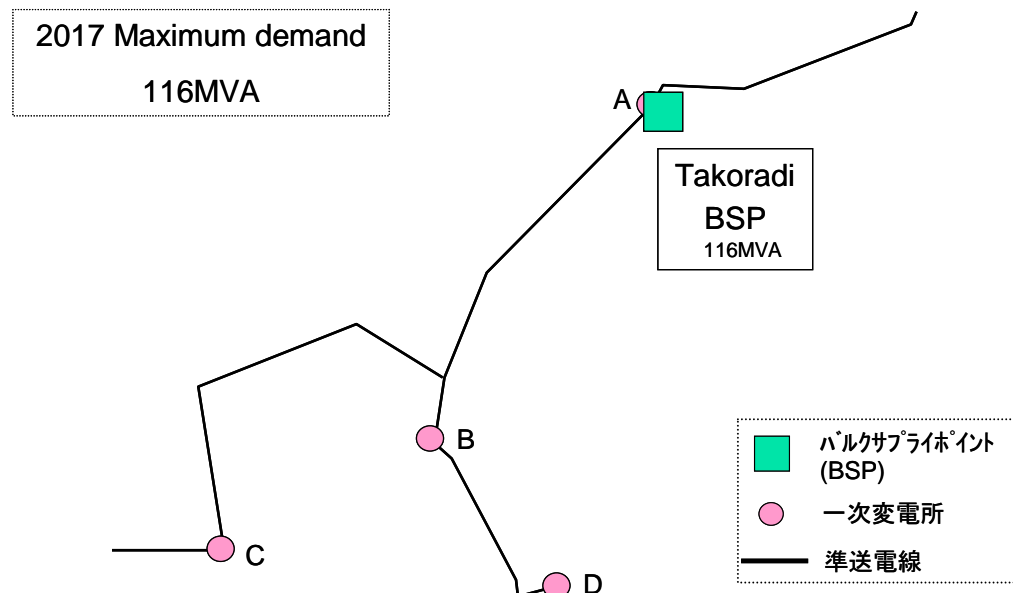 2017 Maximum demand
116MVA
A
Takoradi
BSP
116MVA
B
C
D
ﾊﾞﾙｸｻﾌﾟﾗｲﾎﾟｲﾝﾄ
(BSP)
一次変電所
準送電線